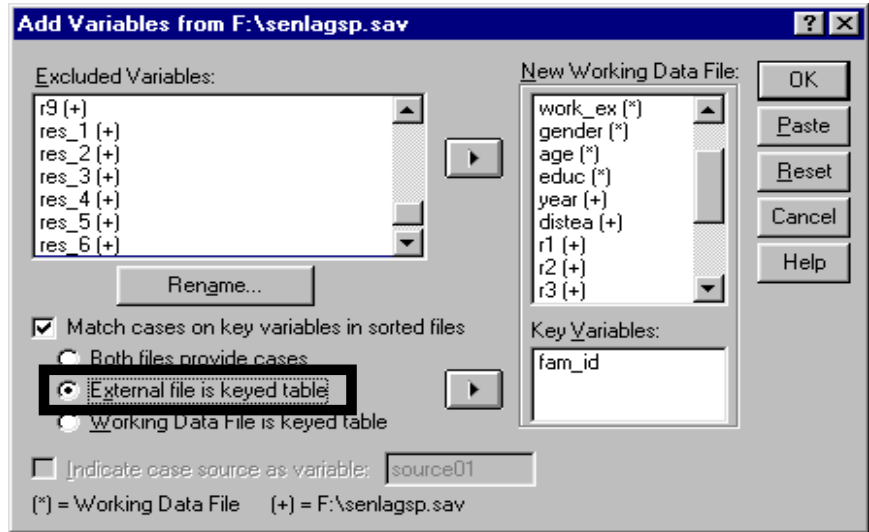 Add Variables from F:\senlagsp.sav
Excluded Variables:
r9 (+)
res_1 (+)
res_2 (+)
res_3 (+)
res_4 (+)
res_5 (+)
res_6 (+)
Rename...
Match cases on key variables in sorted files
Both files provide cases
External file is keyed table
Working Data File is keyed table
Indicate case source as variable: source01
(*) = Working Data File (+) = F:\senlagsp.sav
New Working Data File:
work_ex (*)
gender (*)
age (*)
educ (*)
year (+)
distea (+)
r1 (+)
r2 (+)
r3 (+)
Key Variables:
fam_id
OK
Paste
Reset
Cancel
Help